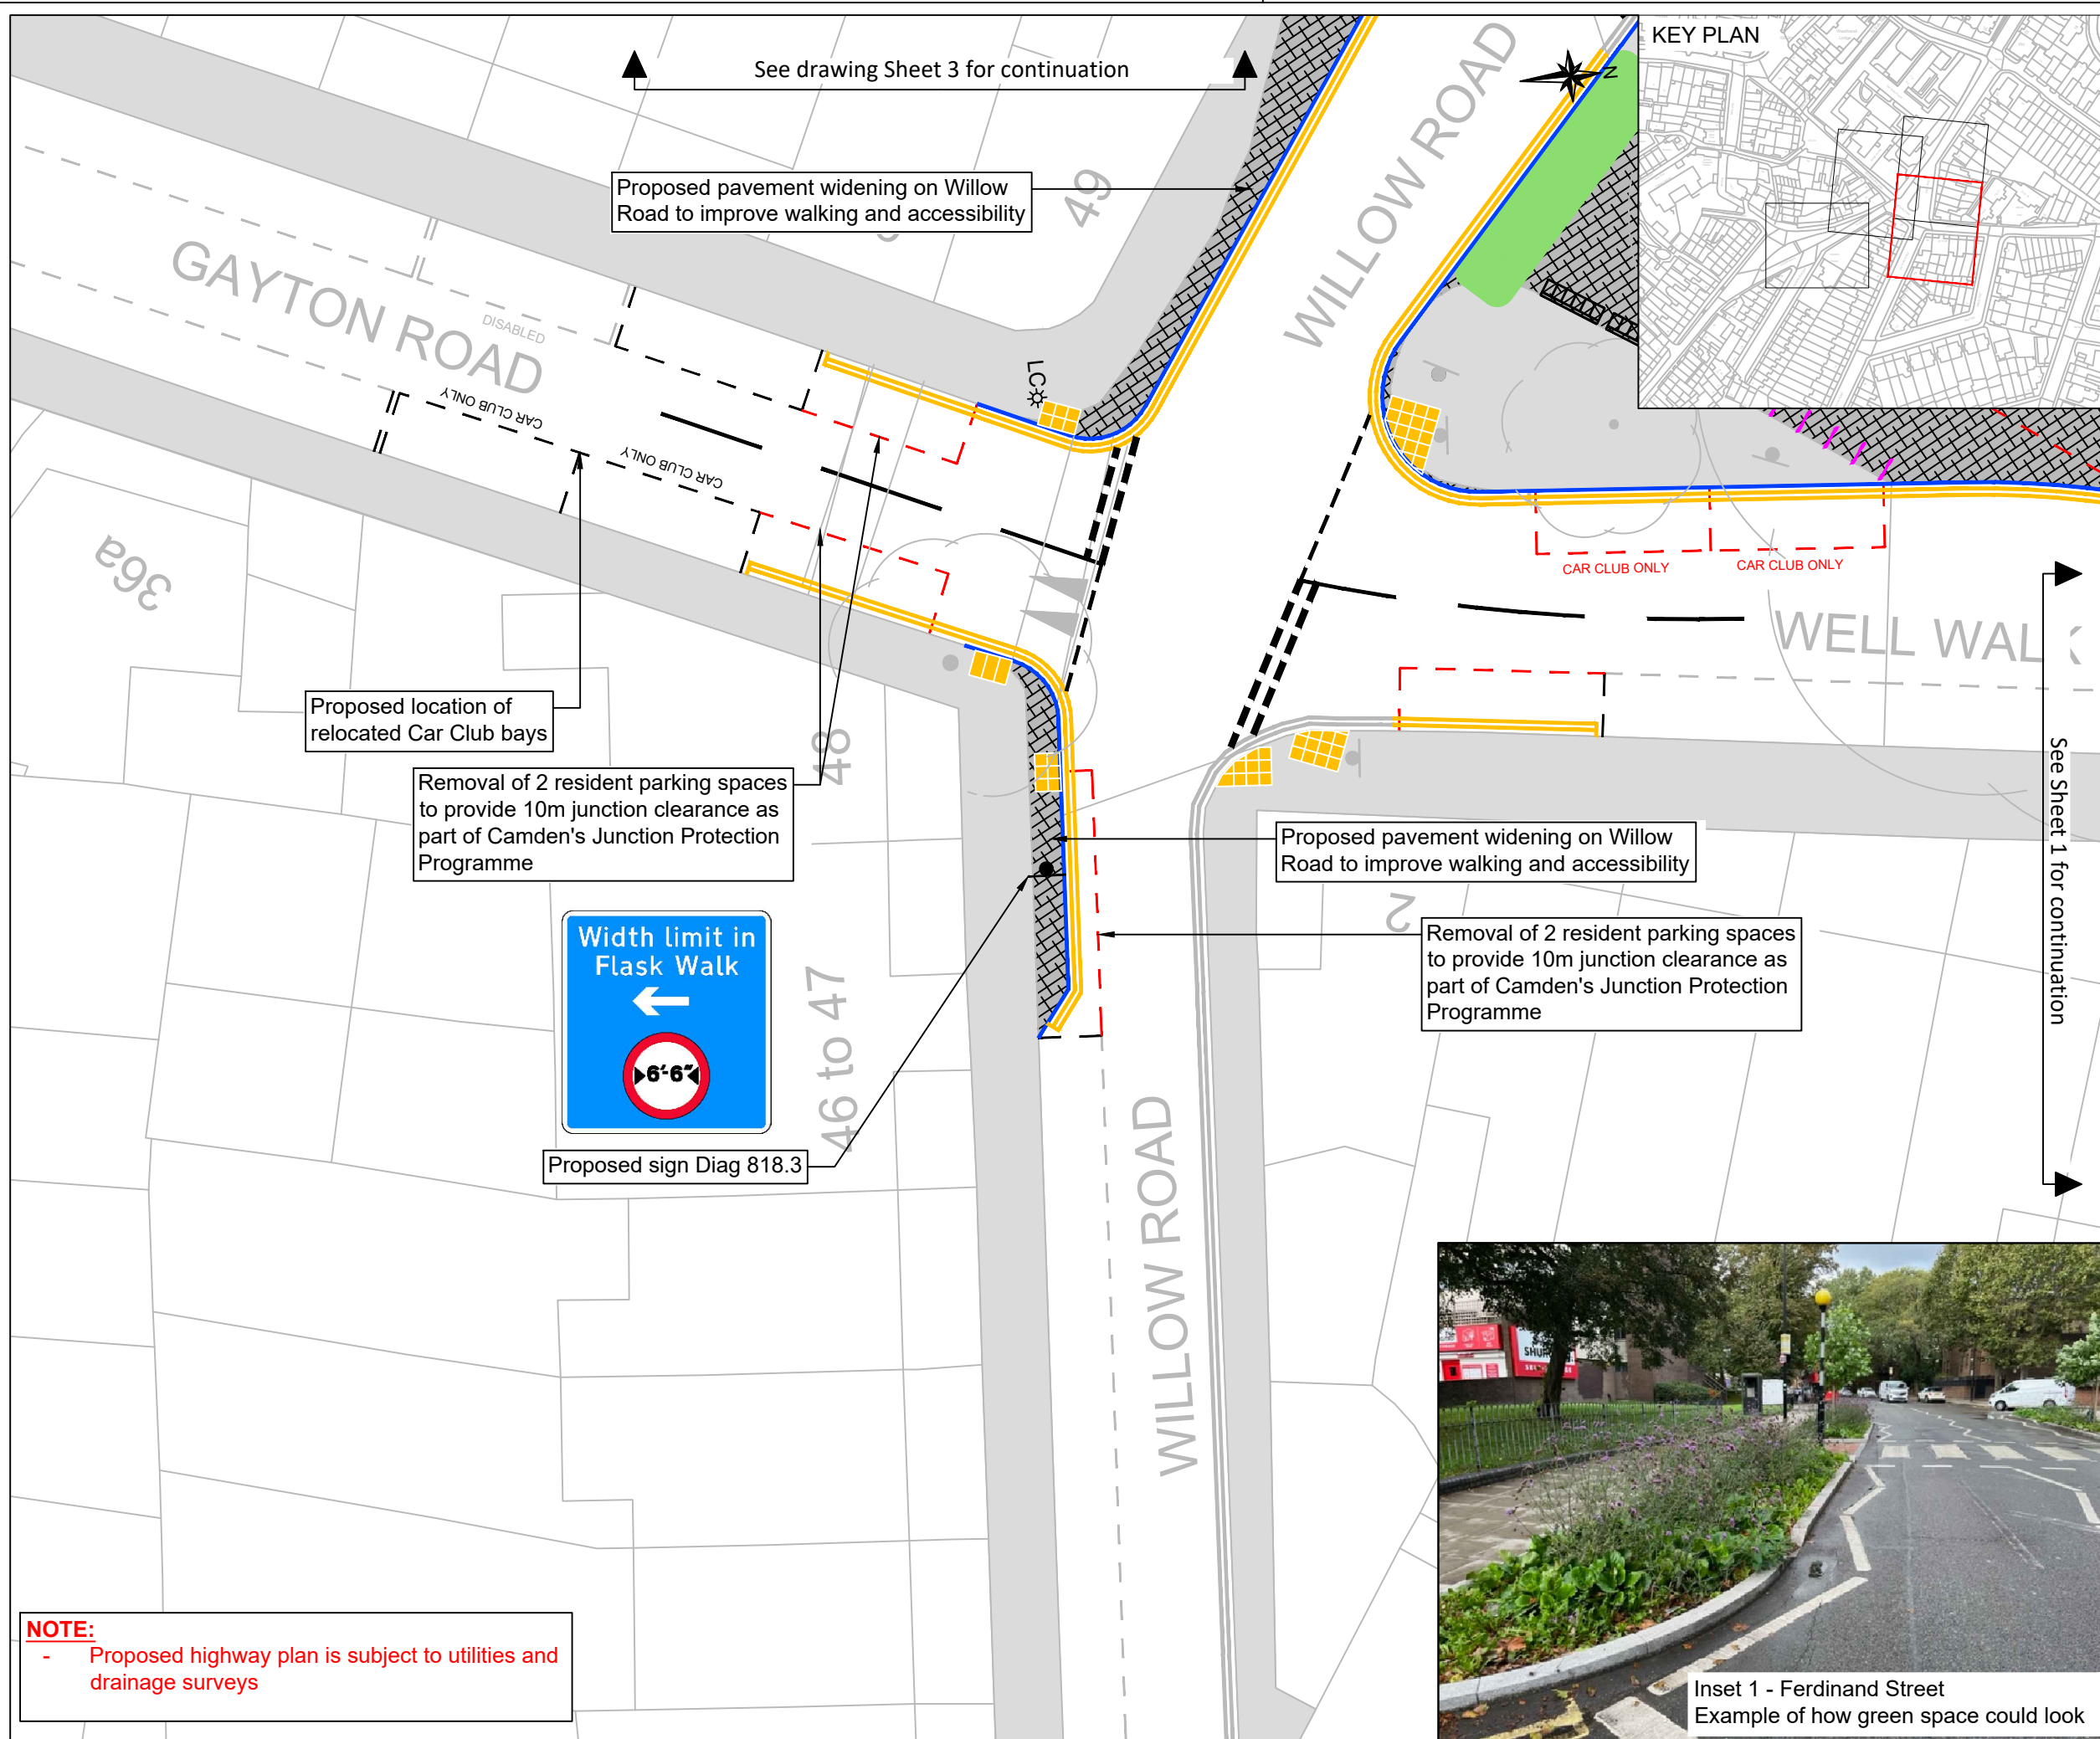 See drawing Sheet 3 for continuation
KEY PLAN
N
WILLOW ROAD
Proposed pavement widening on Willow
Road to improve walking and accessibility
49
GAYTON ROAD
DISABLED
CAR CLUB ONLY
CAR CLUB ONLY
LC
36a
CAR CLUB ONLY
CAR CLUB ONLY
WELL WALK
Proposed location of
relocated Car Club bays
48
Removal of 2 resident parking spaces
to provide 10m junction clearance as
part of Camden's Junction Protection
Programme
Proposed pavement widening on Willow
Road to improve walking and accessibility
2
See Sheet 1 for continuation
Removal of 2 resident parking spaces
to provide 10m junction clearance as
part of Camden's Junction Protection
Programme
Width limit in
Flask Walk
6'-6"
46 to 47
Proposed sign Diag 818.3
WILLOW ROAD
NOTE:
- Proposed highway plan is subject to utilities and
drainage surveys
Inset 1 - Ferdinand Street
Example of how green space could look